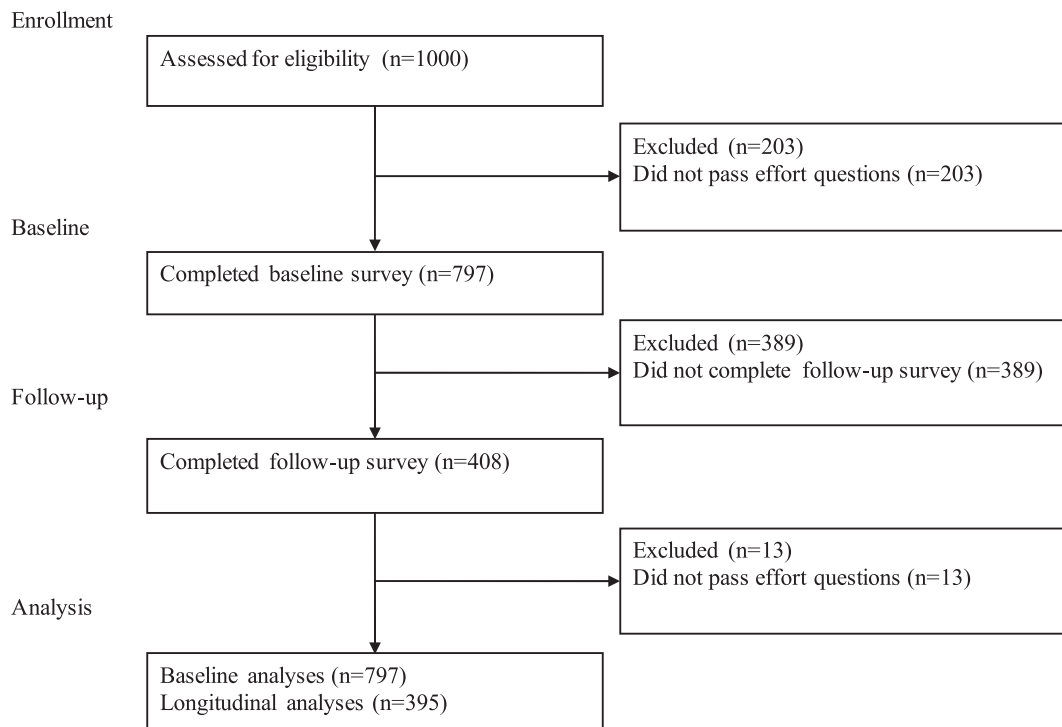 Enrollment
Assessed for eligibility (n=1000)
Excluded (n=203)
Did not pass effort questions (n=203)
Baseline
Completed baseline survey (n=797)
Excluded (n=389)
Did not complete follow-up survey (n=389)
Follow-up
Completed follow-up survey (n=408)
Excluded (n=13)
Did not pass effort questions (n=13)
Analysis
Baseline analyses (n=797)
Longitudinal analyses (n=395)